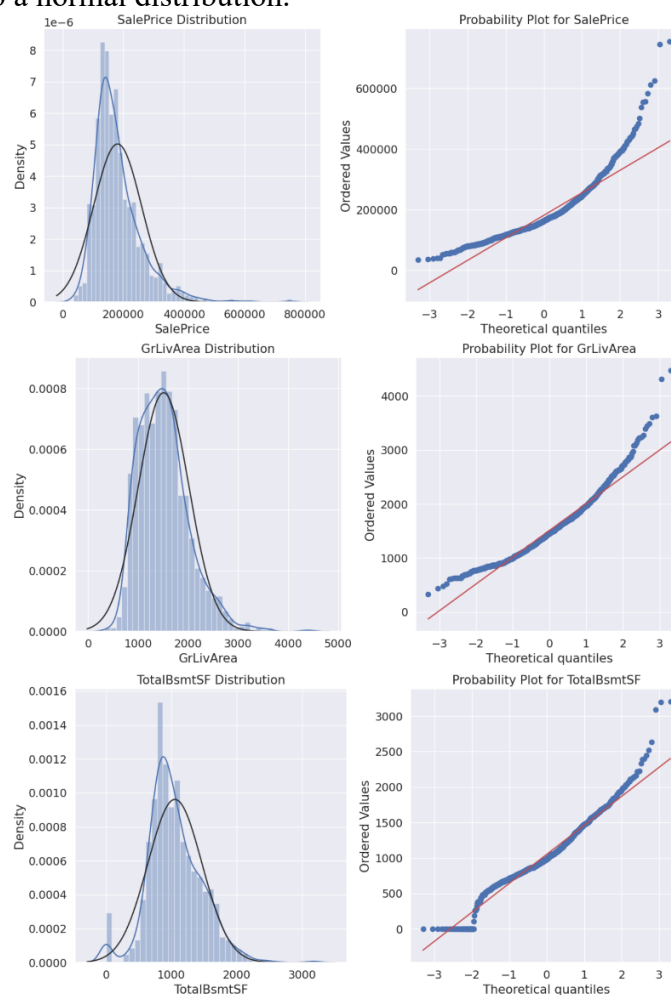 a normal distribution.
SalePrice Distribution
1e−6
8
7
6
5
4
3
2
1
0
Density
0 200000 400000 600000 800000
SalePrice
Probability Plot for SalePrice
600000
400000
200000
0
Ordered Values
−3 −2 −1 0 1 2 3
Theoretical quantiles
GrLivArea Distribution
0.0008
0.0006
0.0004
0.0002
0.0000
Density
0 1000 2000 3000 4000 5000
GrLivArea
Probability Plot for GrLivArea
4000
3000
2000
1000
0
Ordered Values
−3 −2 −1 0 1 2 3
Theoretical quantiles
TotalBsmtSF Distribution
0.0016
0.0014
0.0012
0.0010
0.0008
0.0006
0.0004
0.0002
0.0000
Density
0 1000 2000 3000
TotalBsmtSF
Probability Plot for TotalBsmtSF
3000
2500
2000
1500
1000
500
0
Ordered Values
−3 −2 −1 0 1 2 3
Theoretical quantiles